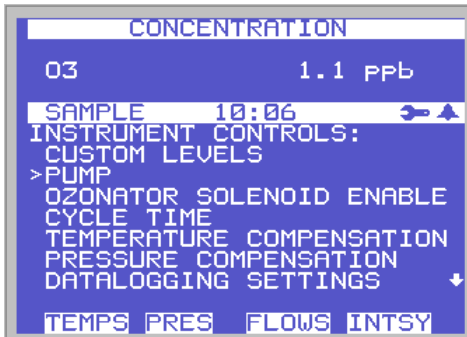 CONCENTRATION
O3 1.1 ppb
SAMPLE 10:06
INSTRUMENT CONTROLS:
CUSTOM LEVELS
>PUMP
OZONATOR SOLENOID ENABLE
CYCLE TIME
TEMPERATURE COMPENSATION
PRESSURE COMPENSATION
DATALOGGING SETTINGS
TEMPS PRES FLOWS INTSY